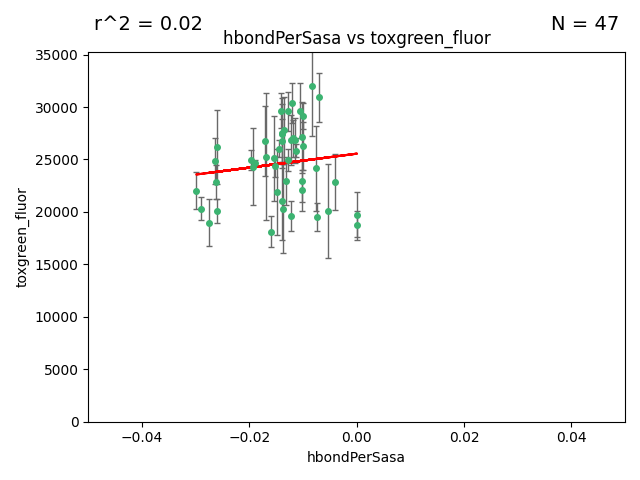 r^2 = 0.02
N = 47
hbondPerSasa vs toxgreen_fluor
35000
30000
25000
20000
15000
10000
5000
0
toxgreen_fluor
−0.04
−0.02
0.00
0.02
0.04
hbondPerSasa